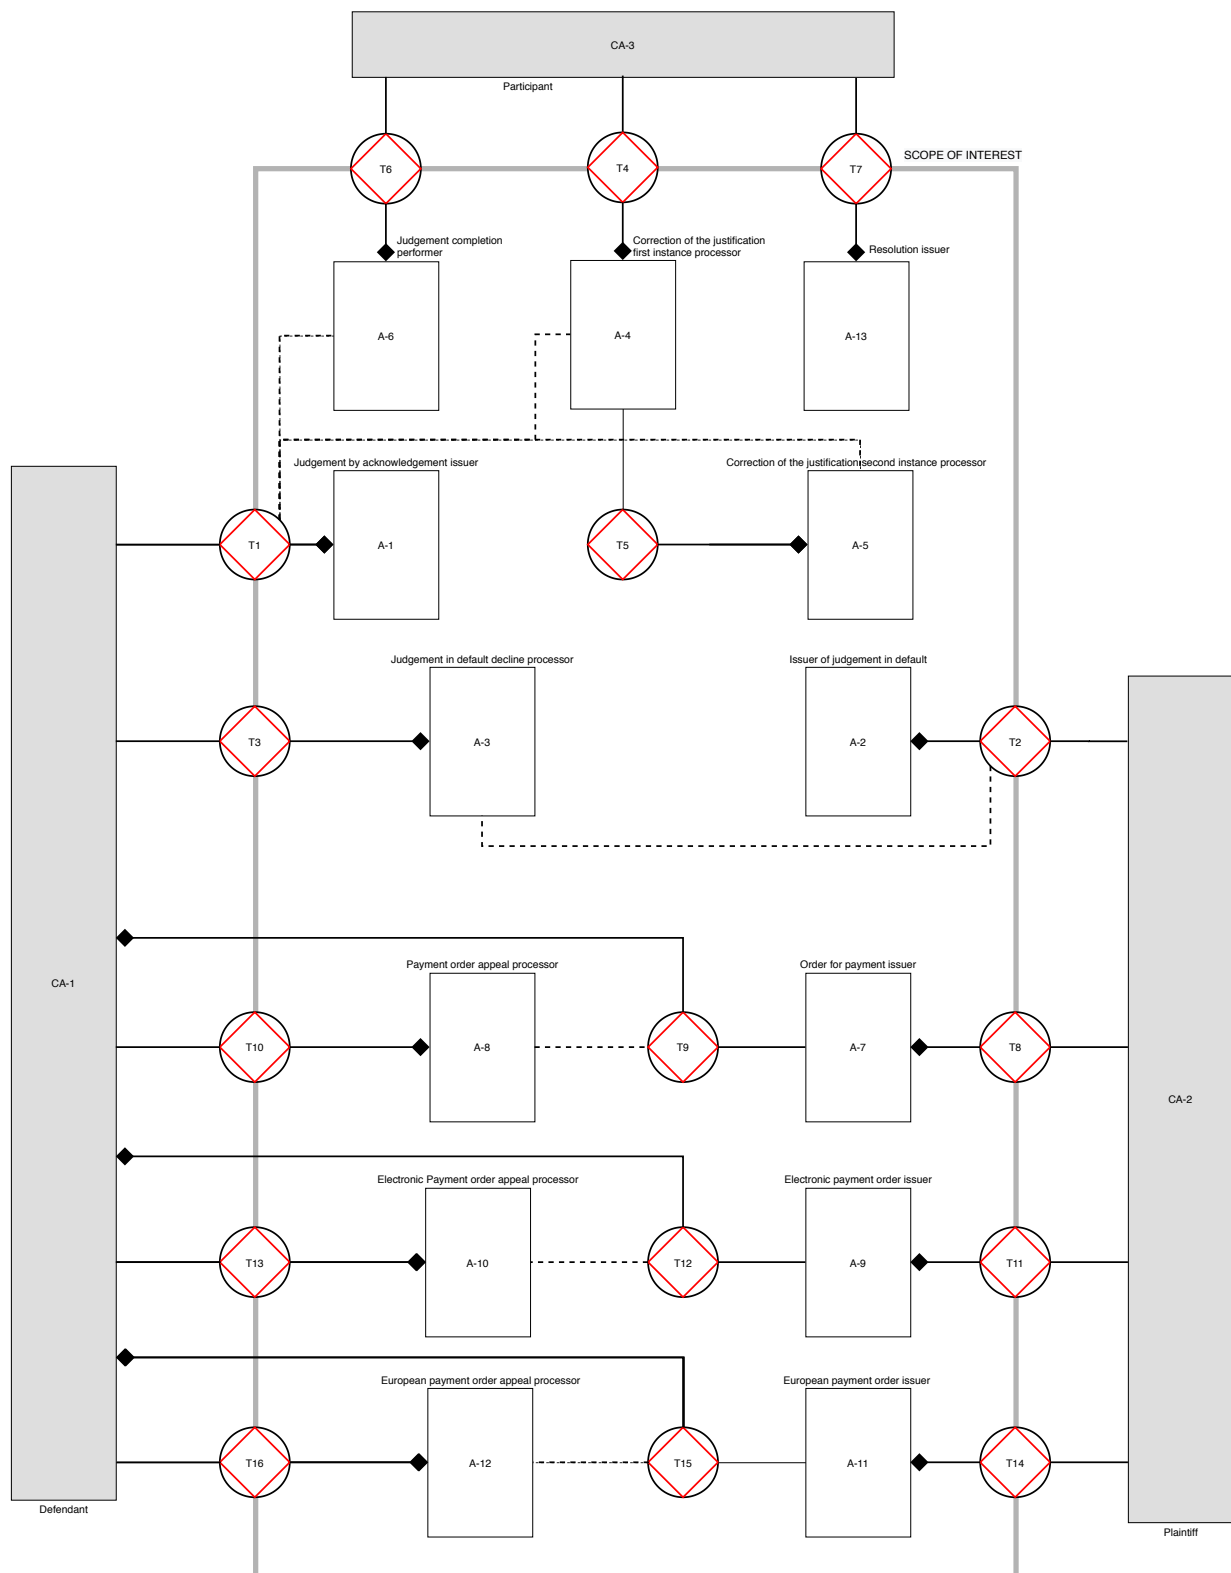 CA-3
Participant
SCOPE OF INTEREST
T6
T4
T7
Judgement completion
performer
Correction of the justification
first instance processor
Resolution issuer
A-6
A-4
A-13
Judgement by acknowledgement issuer
Correction of the justification second instance processor
T1
A-1
T5
A-5
Judgement in default decline processor
Issuer of judgement in default
T3
A-3
A-2
T2
CA-1
Payment order appeal processor
Order for payment issuer
T10
A-8
T9
A-7
T8
CA-2
Electronic Payment order appeal processor
Electronic payment order issuer
T13
A-10
T12
A-9
T11
European payment order appeal processor
European payment order issuer
T16
A-12
T15
A-11
T14
Defendant
Plaintiff